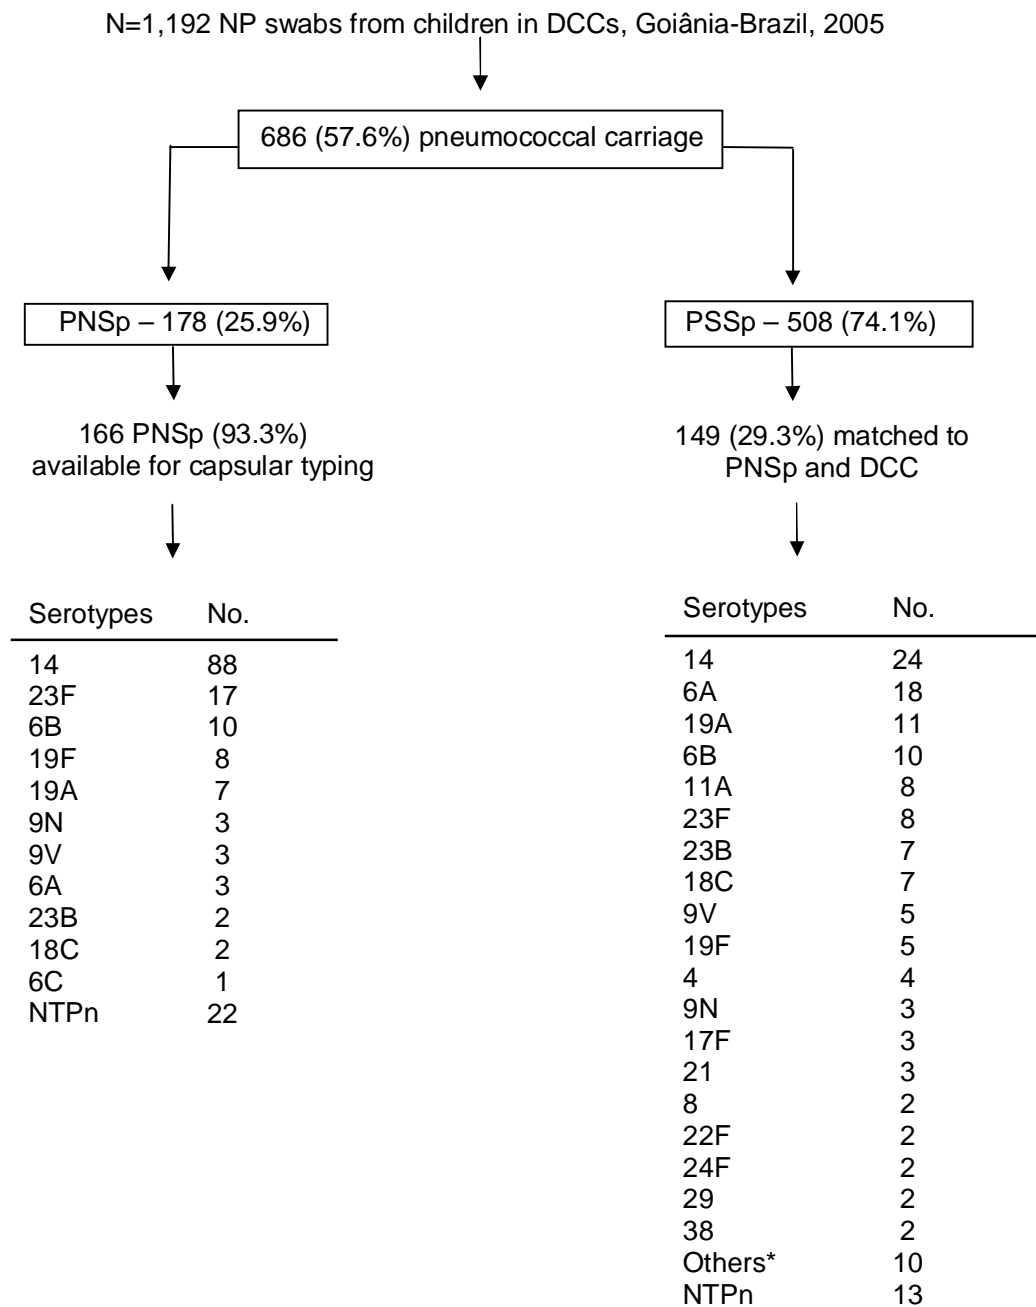 N=1,192 NP swabs from children in DCCs, Goiânia-Brazil, 2005
686 (57.6%) pneumococcal carriage
PNSp – 178 (25.9%)
PSSp – 508 (74.1%)
166 PNSp (93.3%)
available for capsular typing
149 (29.3%) matched to
PNSp and DCC
Serotypes No.
14 88
23F 17
6B 10
19F 8
19A 7
9N 3
9V 3
6A 3
23B 2
18C 2
6C 1
NTPn 22
Serotypes No.
14 24
6A 18
19A 11
6B 10
11A 8
23F 8
23B 7
18C 7
9V 5
19F 5
4 4
9N 3
17F 3
21 3
8 2
22F 2
24F 2
29 2
38 2
Others* 10
NTPn 13